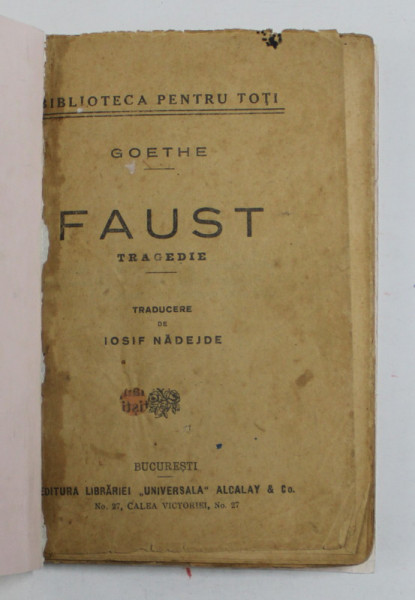 BIBLIOTECA PENTRU TOȚI
GOETHE
FAUST
TRAGEDIE
TRADUCERE
DE
IOSIF NĂDEJDE
BUCUREȘTI
EDITURA LIBRĂRIEI „UNIVERSALA" ALCALAY & Co.
No. 27, CALEA VICTORIEI, No. 27